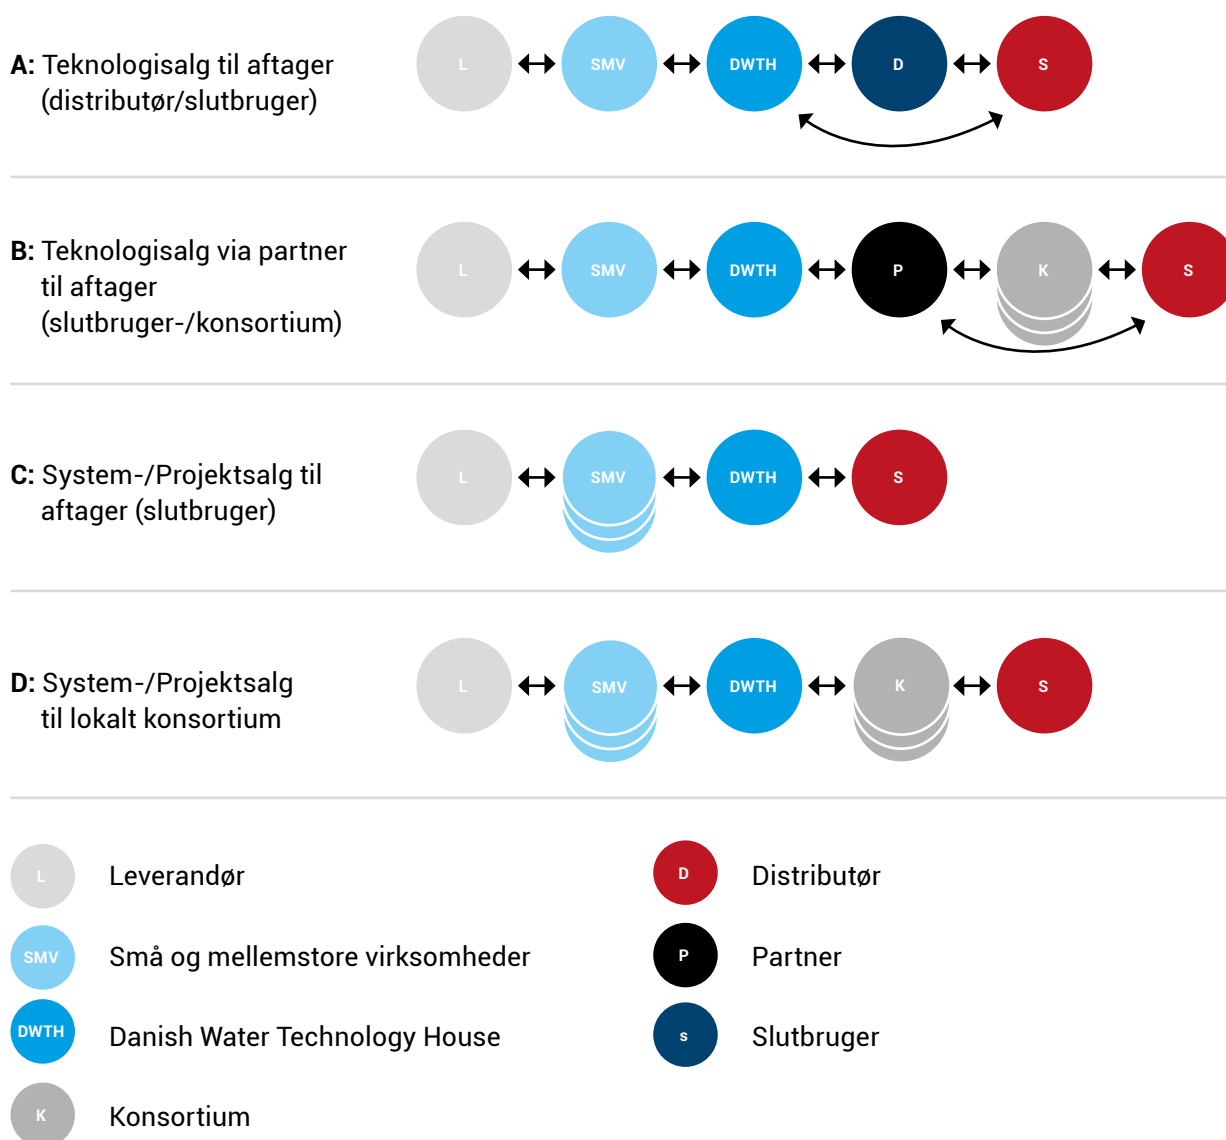 A: Teknologisalg til aftager
(distributør/slutbruger)
L SMV DWTH D S
B: Teknologisalg via partner
til aftager
(slutbruger-/konsortium)
L SMV DWTH P K S
C: System-/Projektsalg til
aftager (slutbruger)
L SMV DWTH S
D: System-/Projektsalg
til lokalt konsortium
L SMV DWTH K S
L Leverandør
SMV Små og mellemstore virksomheder
DWTH Danish Water Technology House
K Konsortium
D Distributør
P Partner
s Slutbruger